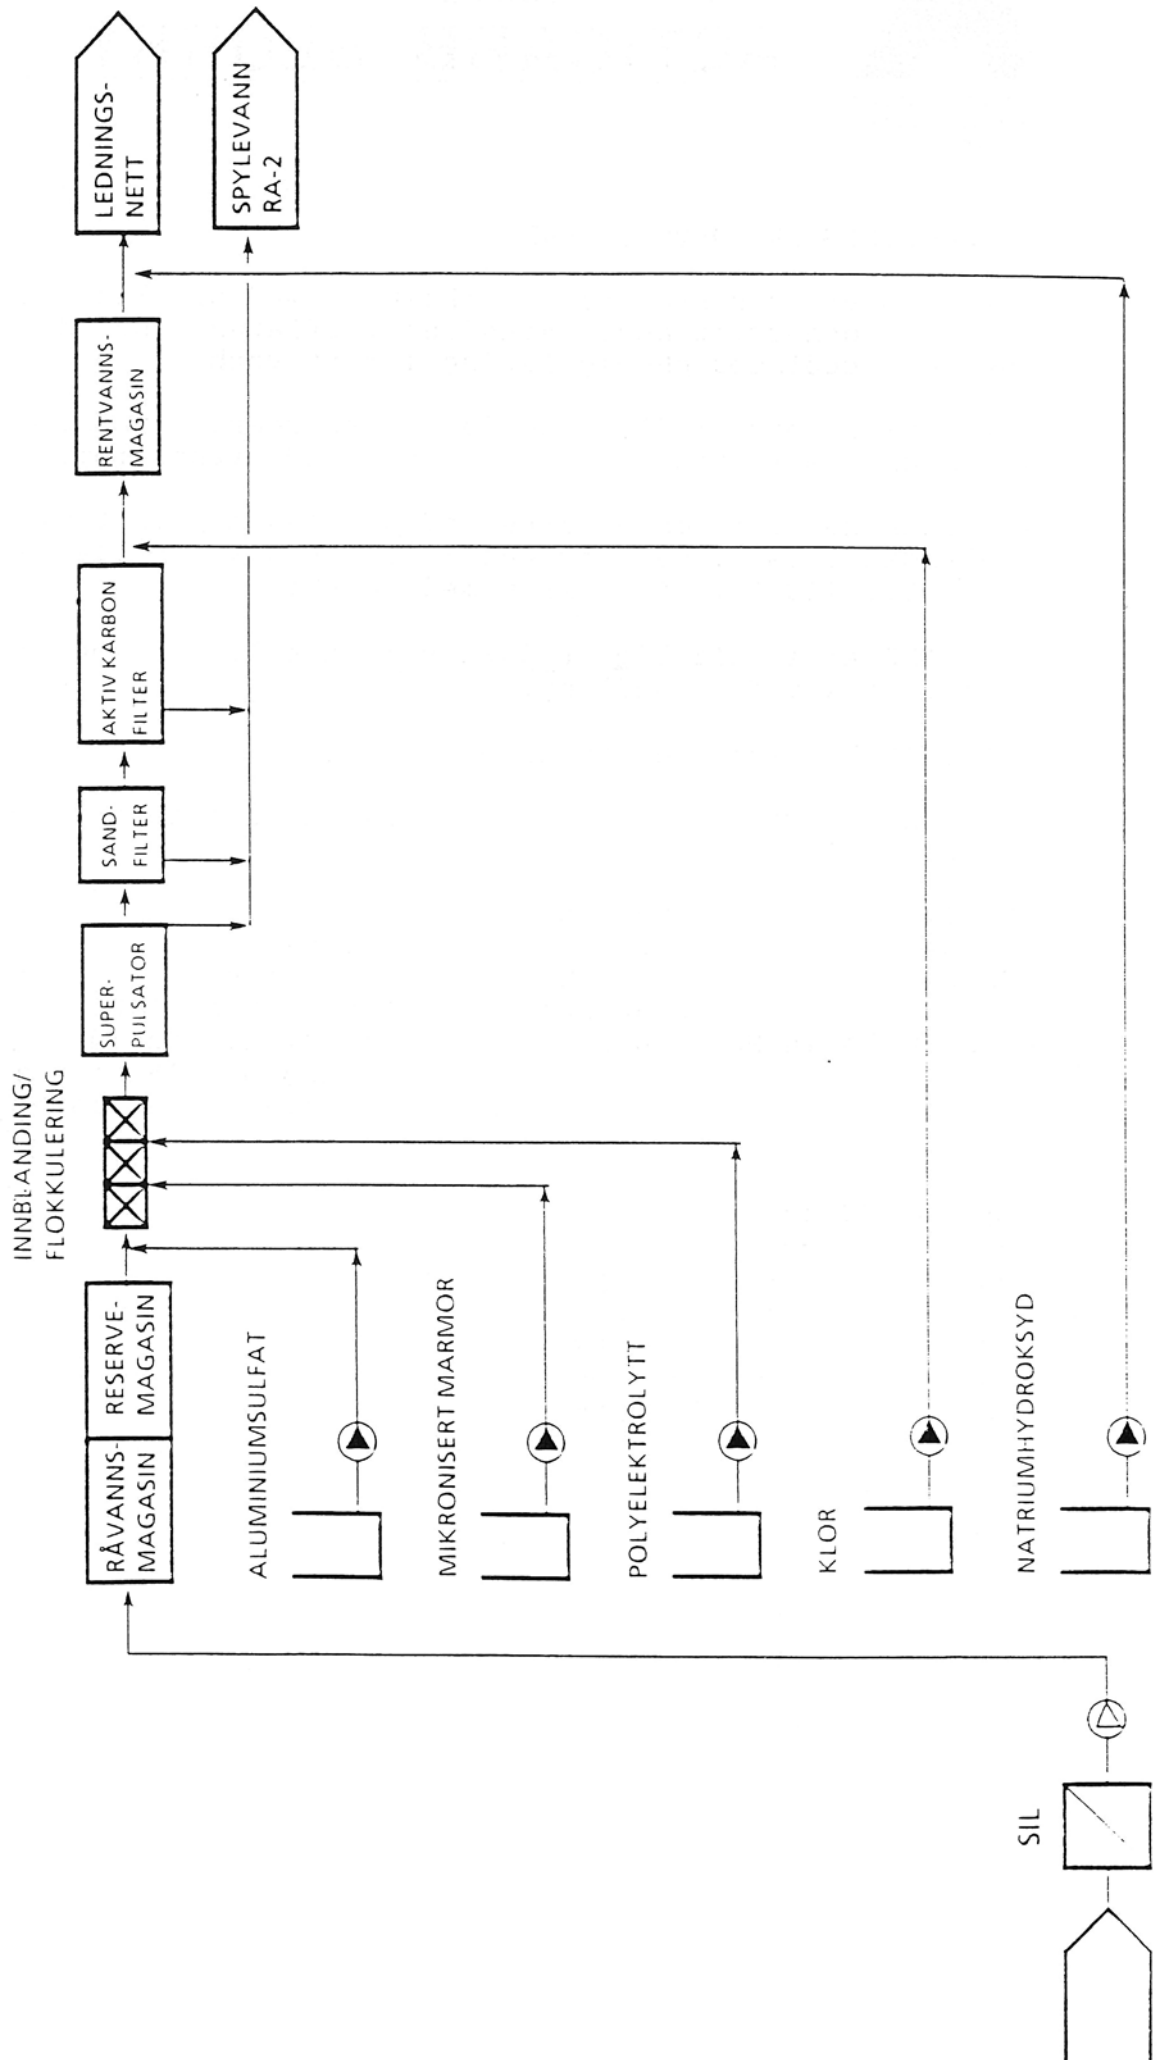 INNBLANDING/
FLOKKULERING
RÅVANNS-
MAGASIN
RESERVE-
MAGASIN
SUPER-
PULSATOR
SAND-
FILTER
AKTIV KARBON
FILTER
RENTVANNS-
MAGASIN
LEDNINGS-
NETT
SPYLEVANN
RA-2
ALUMINIUMSULFAT
MIKRONISERT MARMOR
POLYELEKTROLYTT
KLOR
NATRIUMHYDROKSYD
SIL